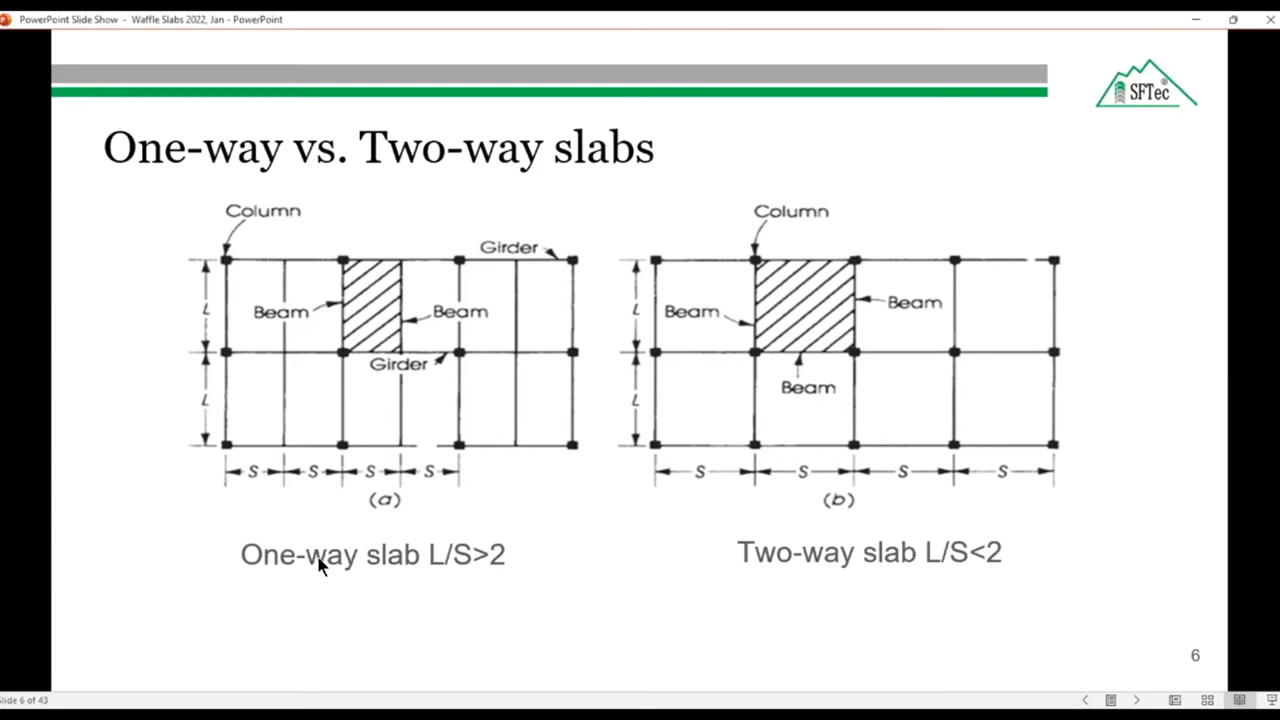 PowerPoint Slide Show - Waffle Slabs 2022, Jan - PowerPoint
SFTec®
One-way vs. Two-way slabs
Column
Girder
Beam
Beam
Girder
L
L
S S S S
(a)
One-way slab L/S>2
Column
Beam
Beam
Beam
L
L
S S S S
(b)
Two-way slab L/S<2
6
Slide 6 of 43